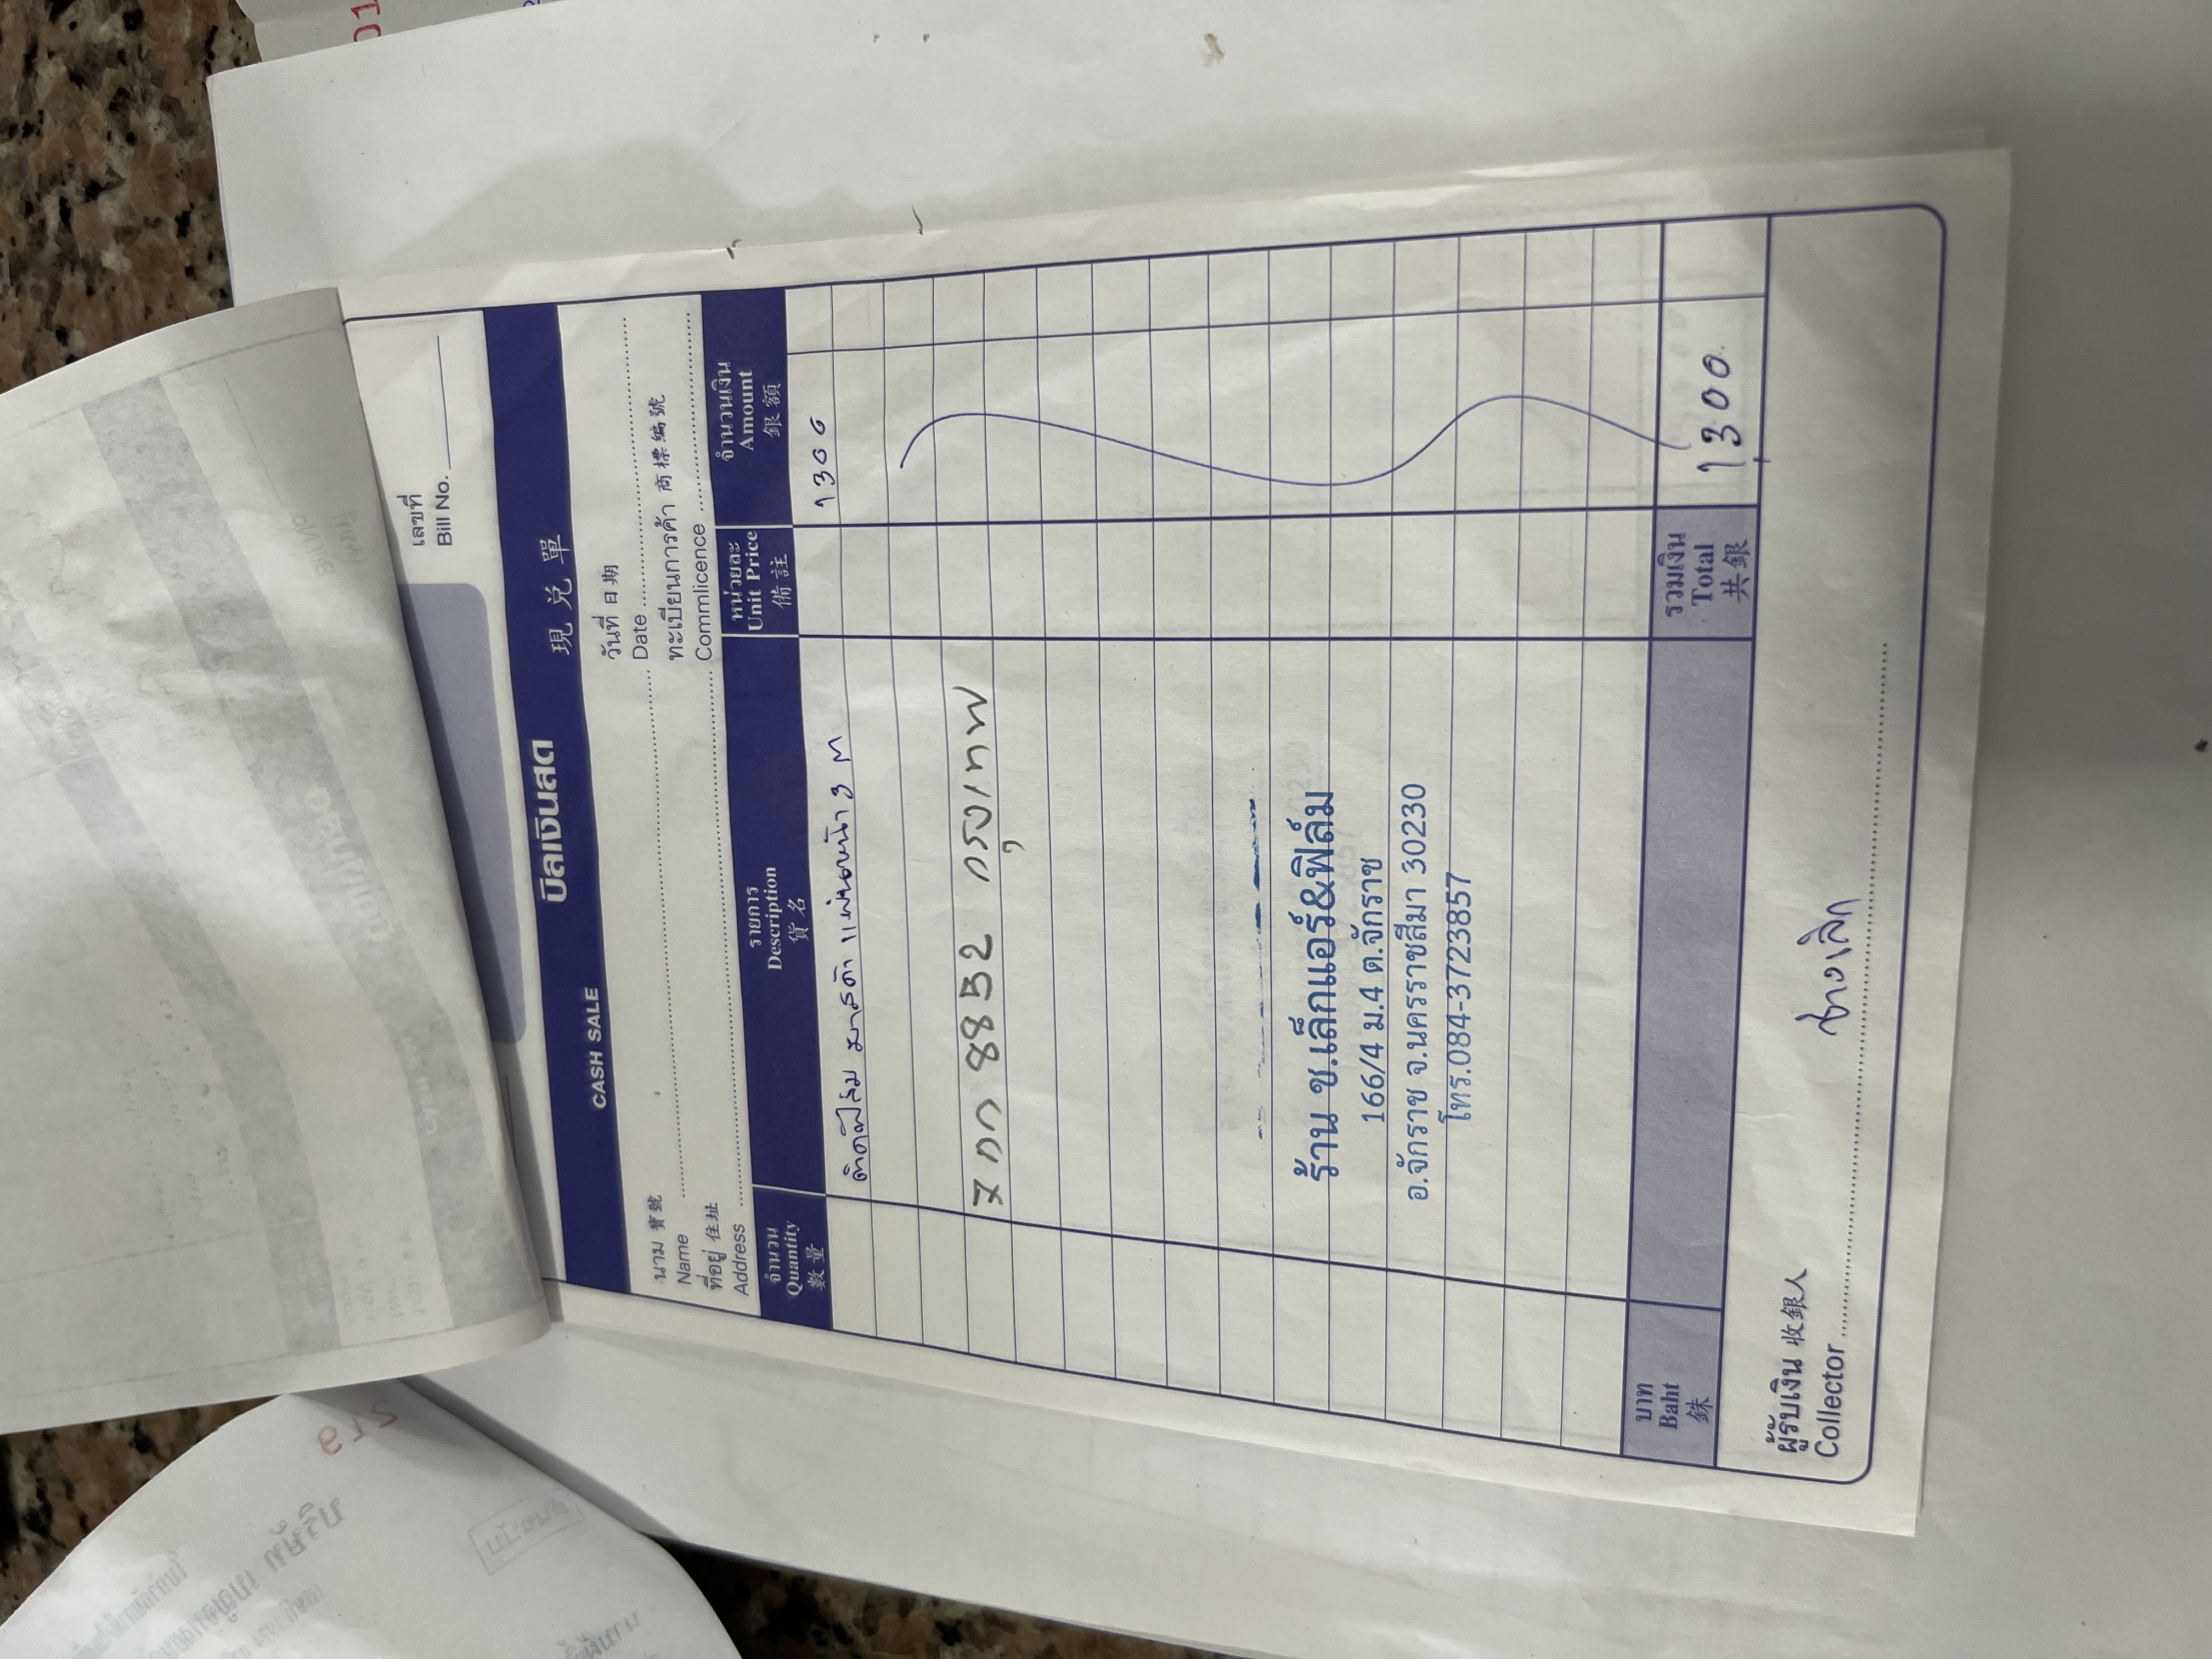 เลขที่
Bill No.
บิลเงินสด
CASH SALE 現兌單
นาม 寶號 วันที่ 日期
Name Date
ที่อยู่ 住址 ทะเบียนการค้า 商標編號
Address Commlicence
จำนวน รายการ หน่วยละ จำนวนเงิน
Quantity Description Unit Price Amount
數量 貨名 備註 銀額
ติดฟิล์ม มาสด้า แผ่นหน้า 3 M 1300
7 กก 8852 กรุงเทพ
ร้าน ช.เล็กแอร์&ฟิล์ม
166/4 ม.4 ต.จักราช
อ.จักราช จ.นครราชสีมา 30230
โทร.084-3723857
บาท รวมเงิน
Baht Total 1,300
銖 共銀
ผู้รับเงิน 收銀人
Collector ช่างเล็ก